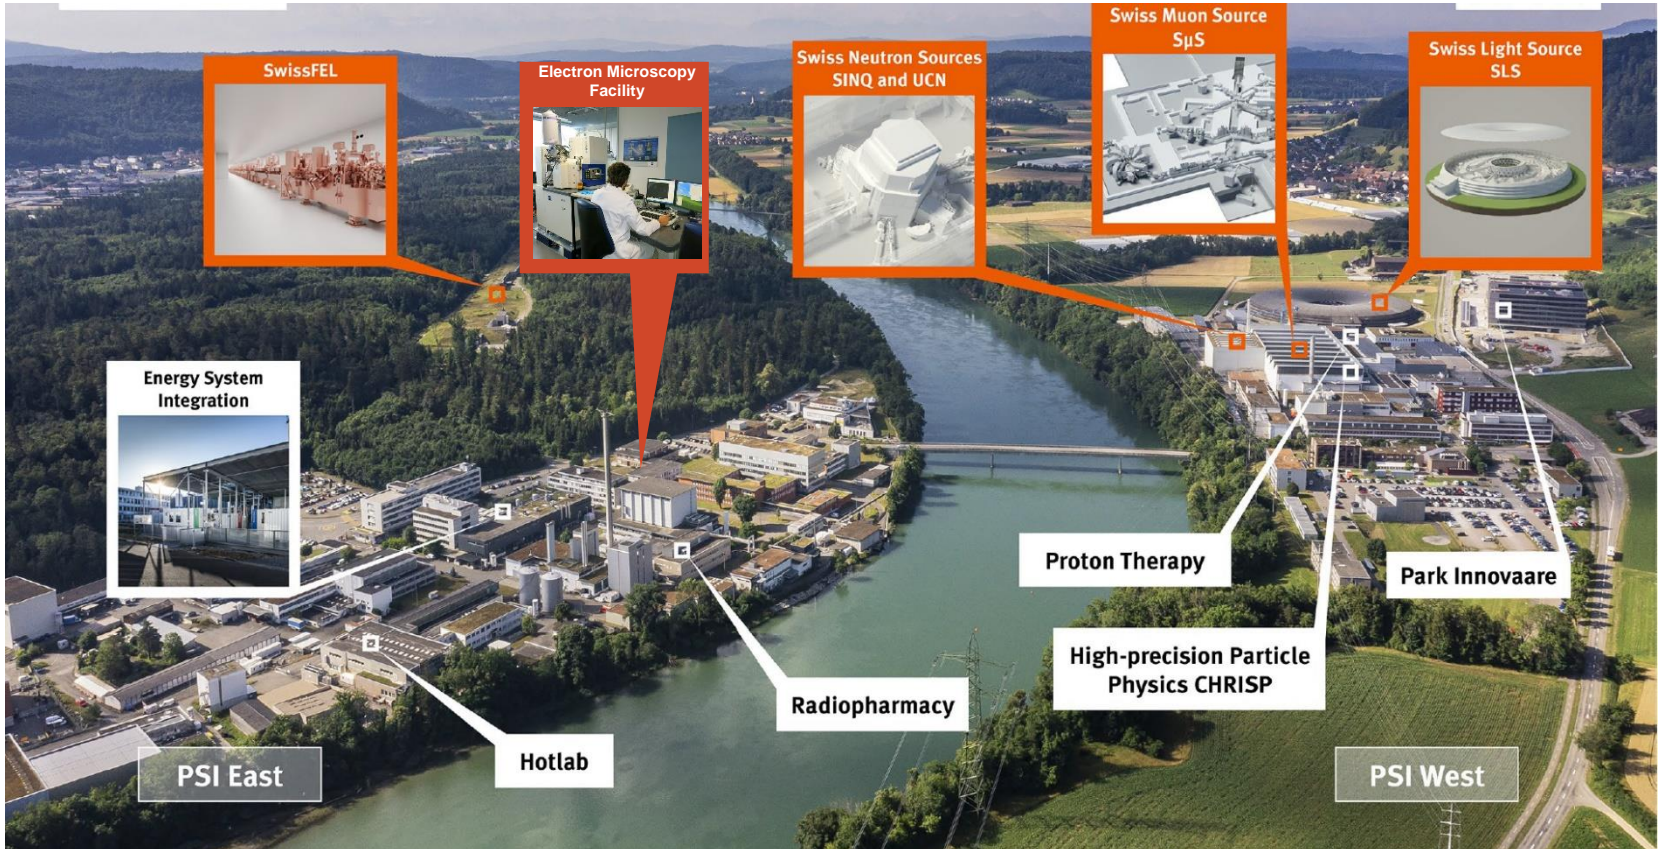 SwissFEL
Electron Microscopy
Facility
Swiss Neutron Sources
SINQ and UCN
Swiss Muon Source
SμS
Swiss Light Source
SLS
Energy System
Integration
Proton Therapy
Park Innovaare
High-precision Particle
Physics CHRISP
Radiopharmacy
Hotlab
PSI East
PSI West